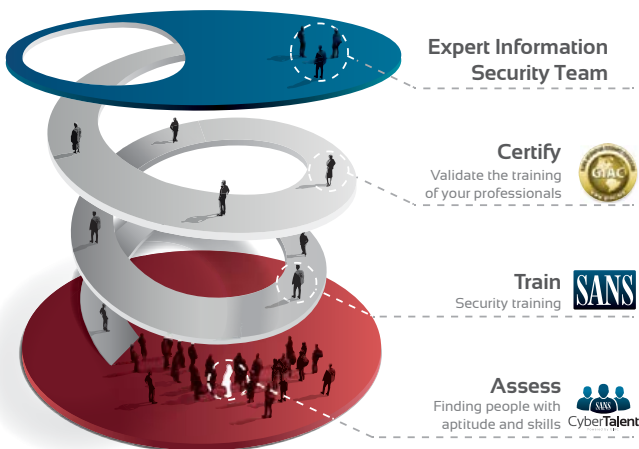 Expert Information
Security Team
Certify
Validate the training
of your professionals
GIAC
Train
Security training
SANS
Assess
Finding people with
aptitude and skills
SANS
CyberTalent